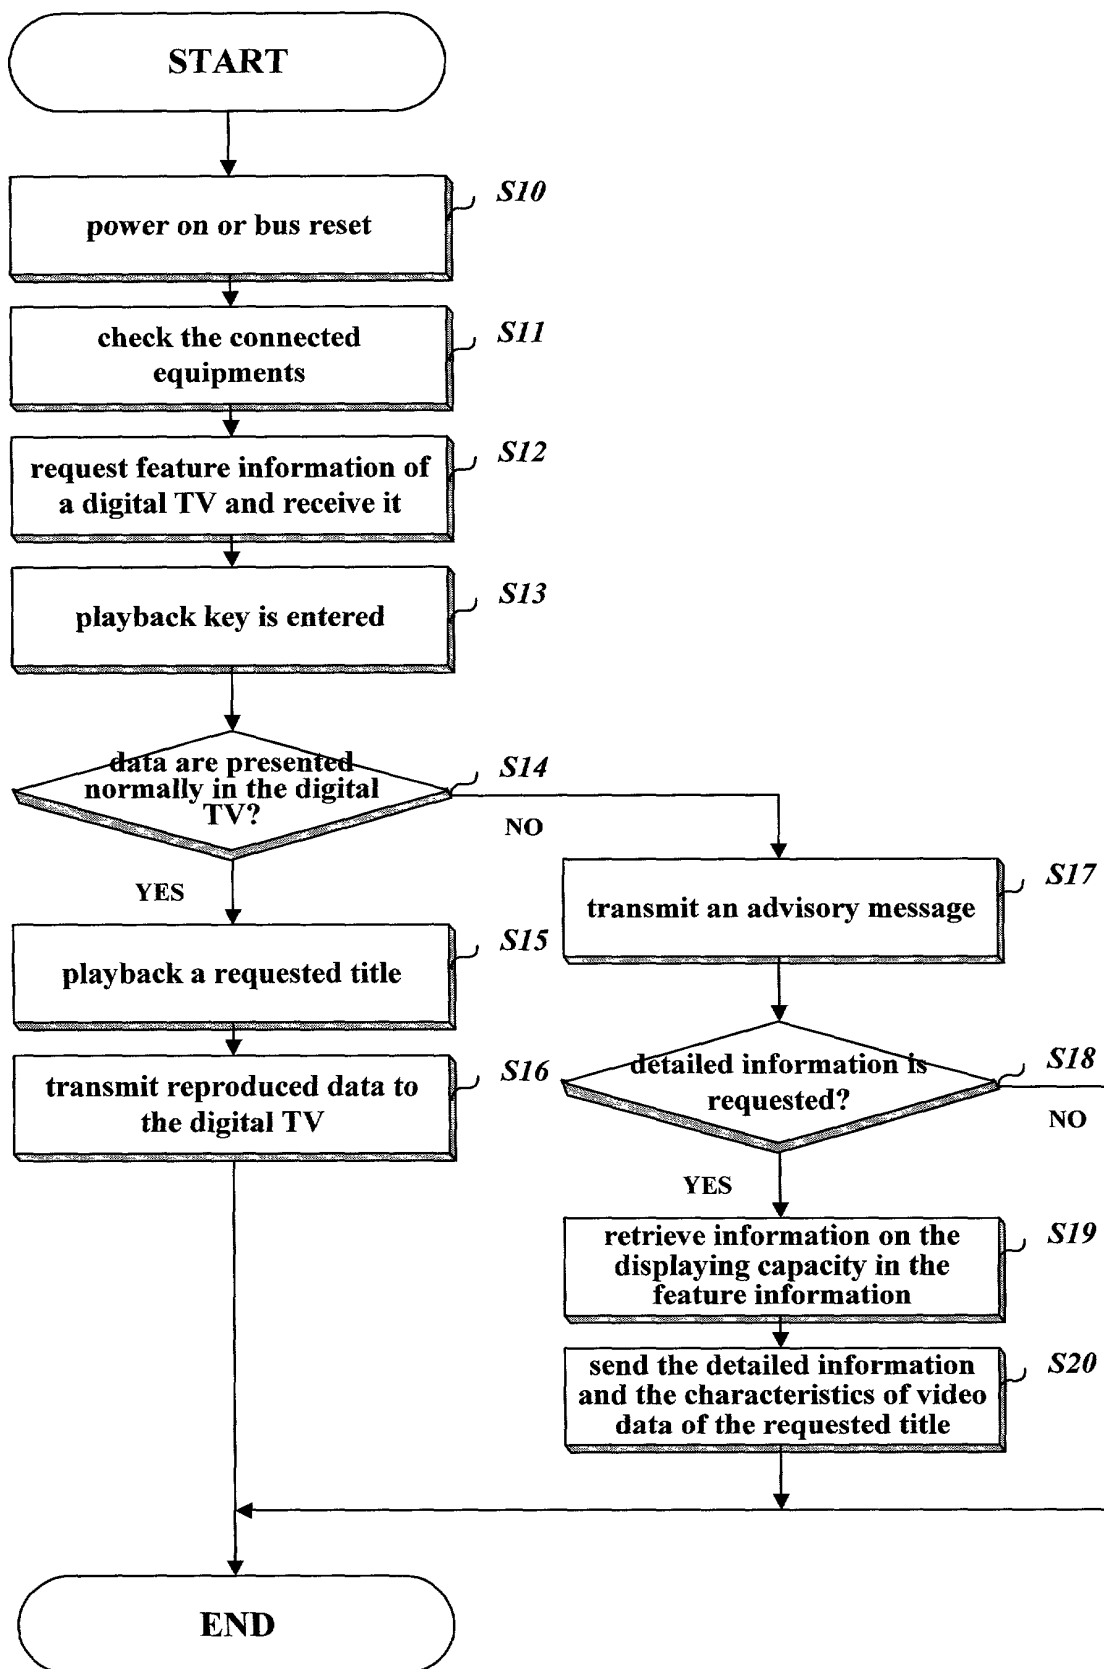 START
power on or bus reset
S10
check the connected
equipments
S11
request feature information of
a digital TV and receive it
S12
playback key is entered
S13
data are presented
normally in the digital
TV?
S14
NO
YES
playback a requested title
S15
transmit reproduced data to
the digital TV
S16
transmit an advisory message
S17
detailed information is
requested?
S18
NO
YES
retrieve information on the
displaying capacity in the
feature information
S19
send the detailed information
and the characteristics of video
data of the requested title
S20
END